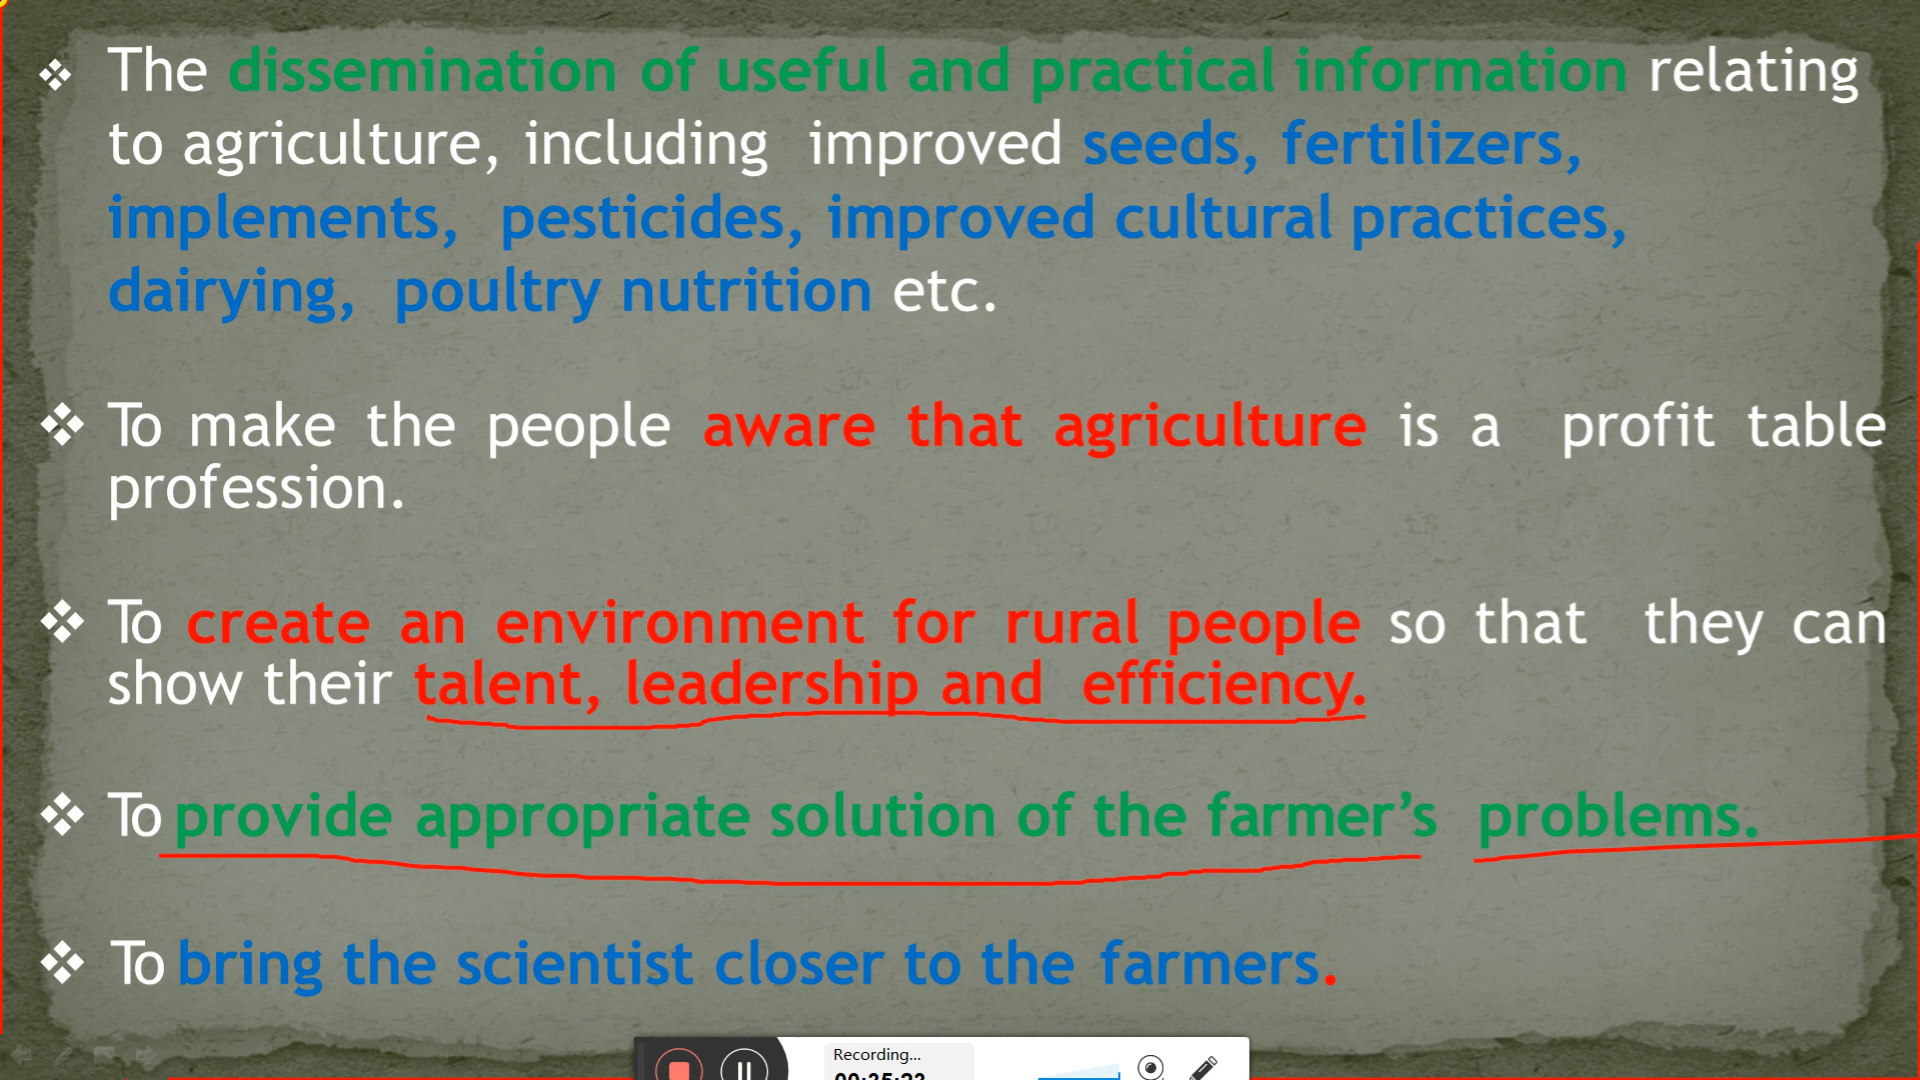 ❖ The dissemination of useful and practical information relating
to agriculture, including improved seeds, fertilizers,
implements, pesticides, improved cultural practices,
dairying, poultry nutrition etc.
❖ To make the people aware that agriculture is a profit table
profession.
❖ To create an environment for rural people so that they can
show their talent, leadership and efficiency.
❖ To provide appropriate solution of the farmer’s problems.
❖ To bring the scientist closer to the farmers.
Recording...
00:35:23